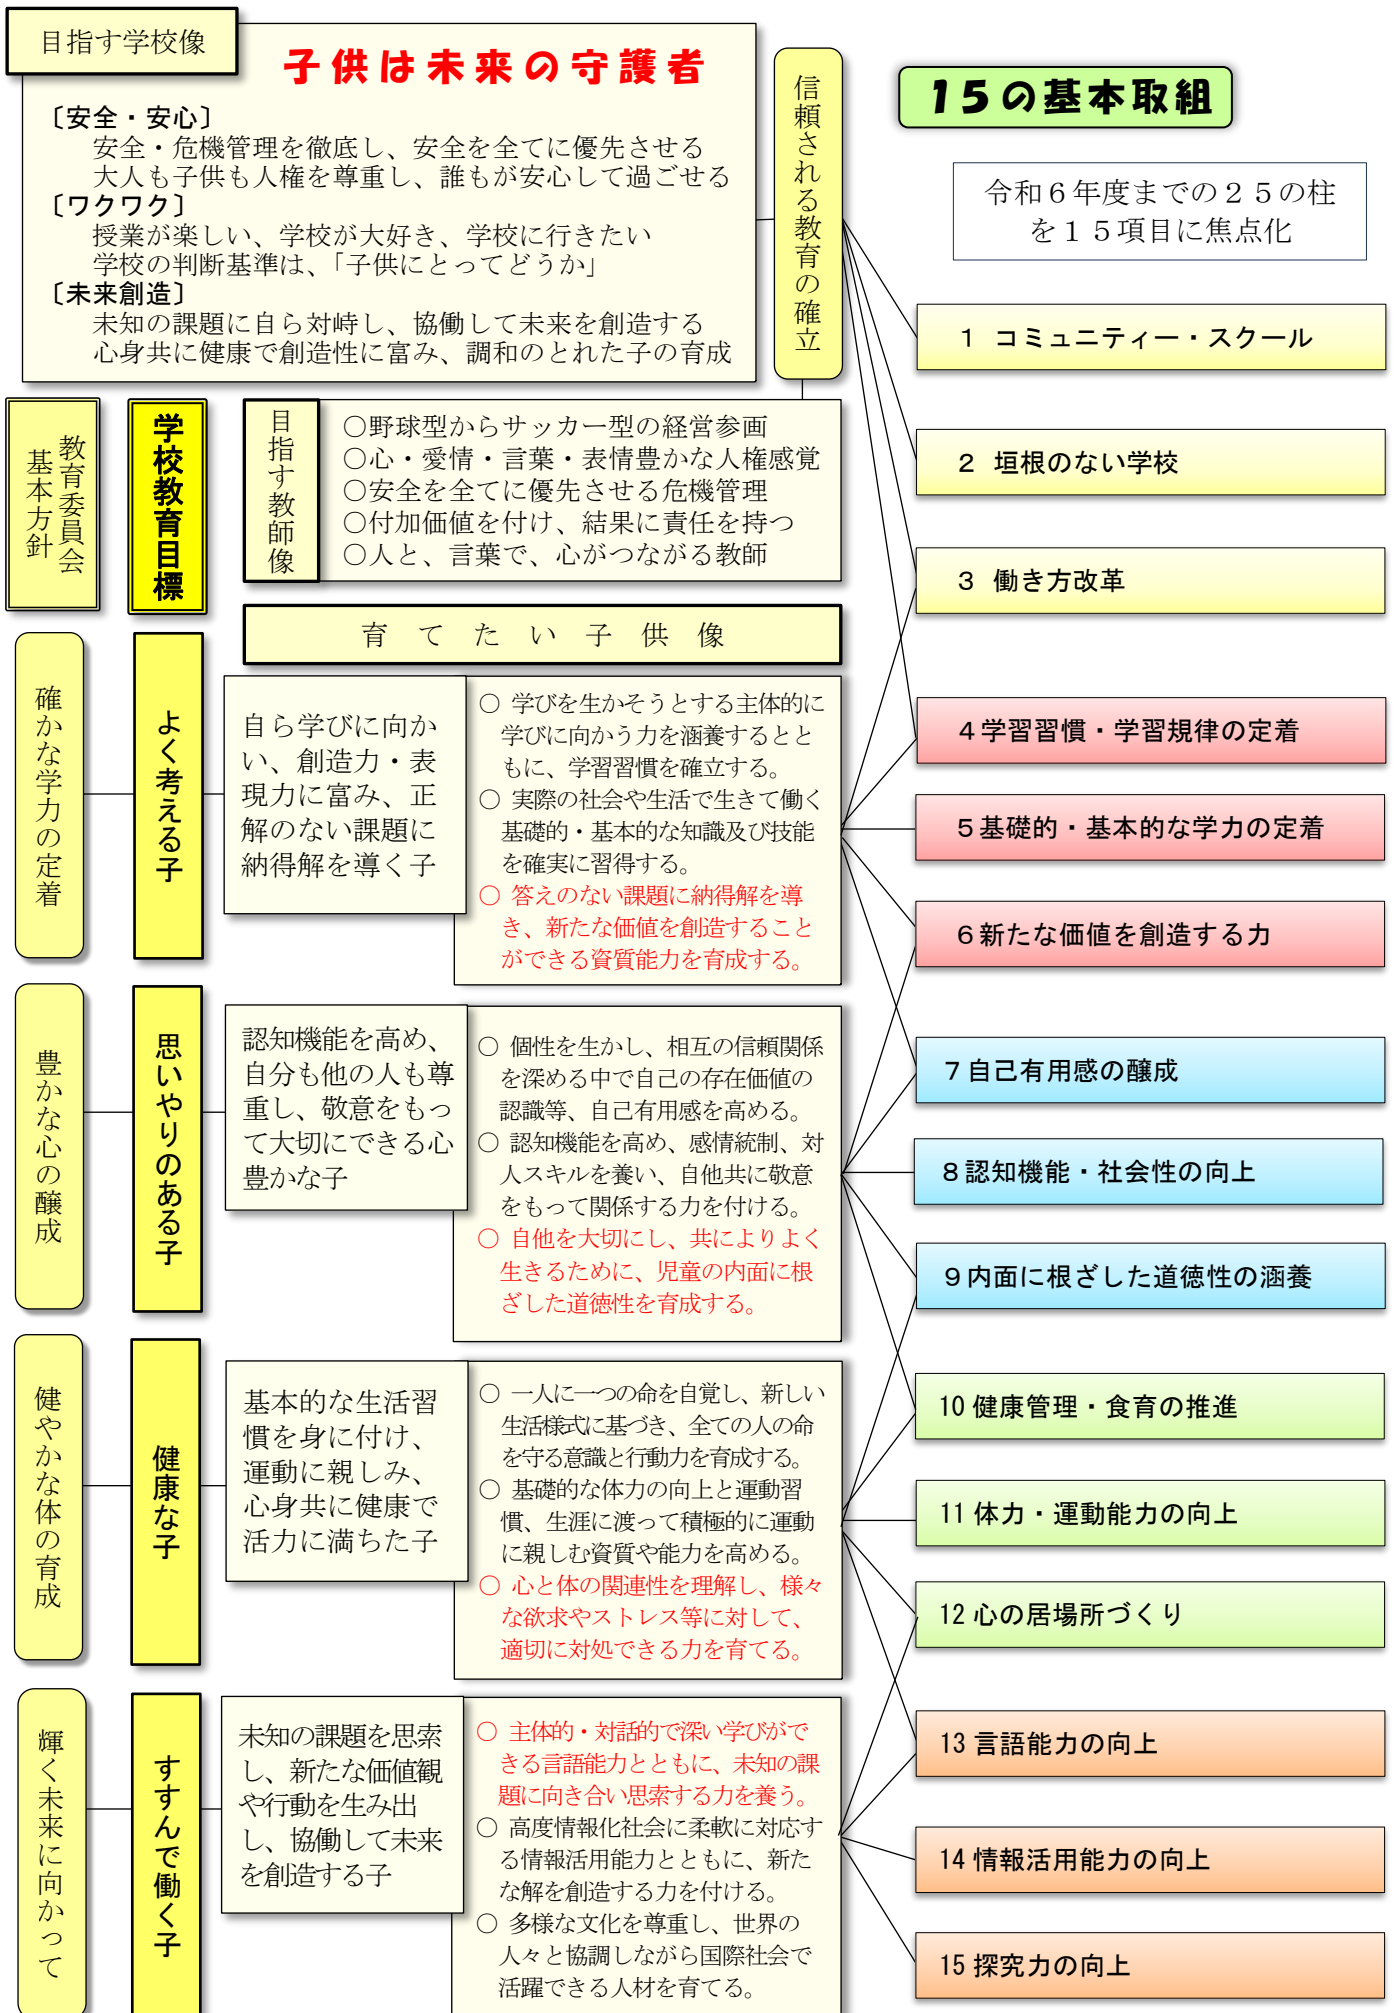 目指す学校像
子供は未来の守護者
〔安全・安心〕
安全・危機管理を徹底し、安全を全てに優先させる
大人も子供も人権を尊重し、誰もが安心して過ごせる
〔ワクワク〕
授業が楽しい、学校が大好き、学校に行きたい
学校の判断基準は、「子供にとってどうか」
〔未来創造〕
未知の課題に自ら対峙し、協働して未来を創造する
心身共に健康で創造性に富み、調和のとれた子の育成
信頼される教育の確立
教育委員会
基本方針
学校教育目標
目指す教師像
○野球型からサッカー型の経営参画
○心・愛情・言葉・表情豊かな人権感覚
○安全を全てに優先させる危機管理
○付加価値を付け、結果に責任を持つ
○人と、言葉で、心がつながる教師
育てたい子供像
確かな学力の定着
よく考える子
自ら学びに向か
い、創造力・表
現力に富み、正
解のない課題に
納得解を導く子
○ 学びを生かそうとする主体的に
学びに向かう力を涵養するとと
もに、学習習慣を確立する。
○ 実際の社会や生活で生きて働く
基礎的・基本的な知識及び技能
を確実に習得する。
○ 答えのない課題に納得解を導
き、新たな価値を創造すること
ができる資質能力を育成する。
豊かな心の醸成
思いやりのある子
認知機能を高め、
自分も他の人も尊
重し、敬意をもっ
て大切にできる心
豊かな子
○ 個性を生かし、相互の信頼関係
を深める中で自己の存在価値の
認識等、自己有用感を高める。
○ 認知機能を高め、感情統制、対
人スキルを養い、自他共に敬意
をもって関係する力を付ける。
○ 自他を大切にし、共によりよく
生きるために、児童の内面に根
ざした道徳性を育成する。
健やかな体の育成
健康な子
基本的な生活習
慣を身に付け、
運動に親しみ、
心身共に健康で
活力に満ちた子
○ 一人に一つの命を自覚し、新しい
生活様式に基づき、全ての人の命
を守る意識と行動力を育成する。
○ 基礎的な体力の向上と運動習
慣、生涯に渡って積極的に運動
に親しむ資質や能力を高める。
○ 心と体の関連性を理解し、様々
な欲求やストレス等に対して、
適切に対処できる力を育てる。
輝く未来に向かって
すすんで働く子
未知の課題を思索
し、新たな価値観
や行動を生み出
し、協働して未来
を創造する子
○ 主体的・対話的で深い学びがで
きる言語能力とともに、未知の課
題に向き合い思索する力を養う。
○ 高度情報化社会に柔軟に対応す
る情報活用能力とともに、新た
な解を創造する力を付ける。
○ 多様な文化を尊重し、世界の
人々と協調しながら国際社会で
活躍できる人材を育てる。
15の基本取組
令和6年度までの25の柱
を15項目に焦点化
1 コミュニティー・スクール
2 垣根のない学校
3 働き方改革
4学習習慣・学習規律の定着
5基礎的・基本的な学力の定着
6新たな価値を創造する力
7自己有用感の醸成
8認知機能・社会性の向上
9内面に根ざした道徳性の涵養
10 健康管理・食育の推進
11 体力・運動能力の向上
12 心の居場所づくり
13 言語能力の向上
14 情報活用能力の向上
15 探究力の向上